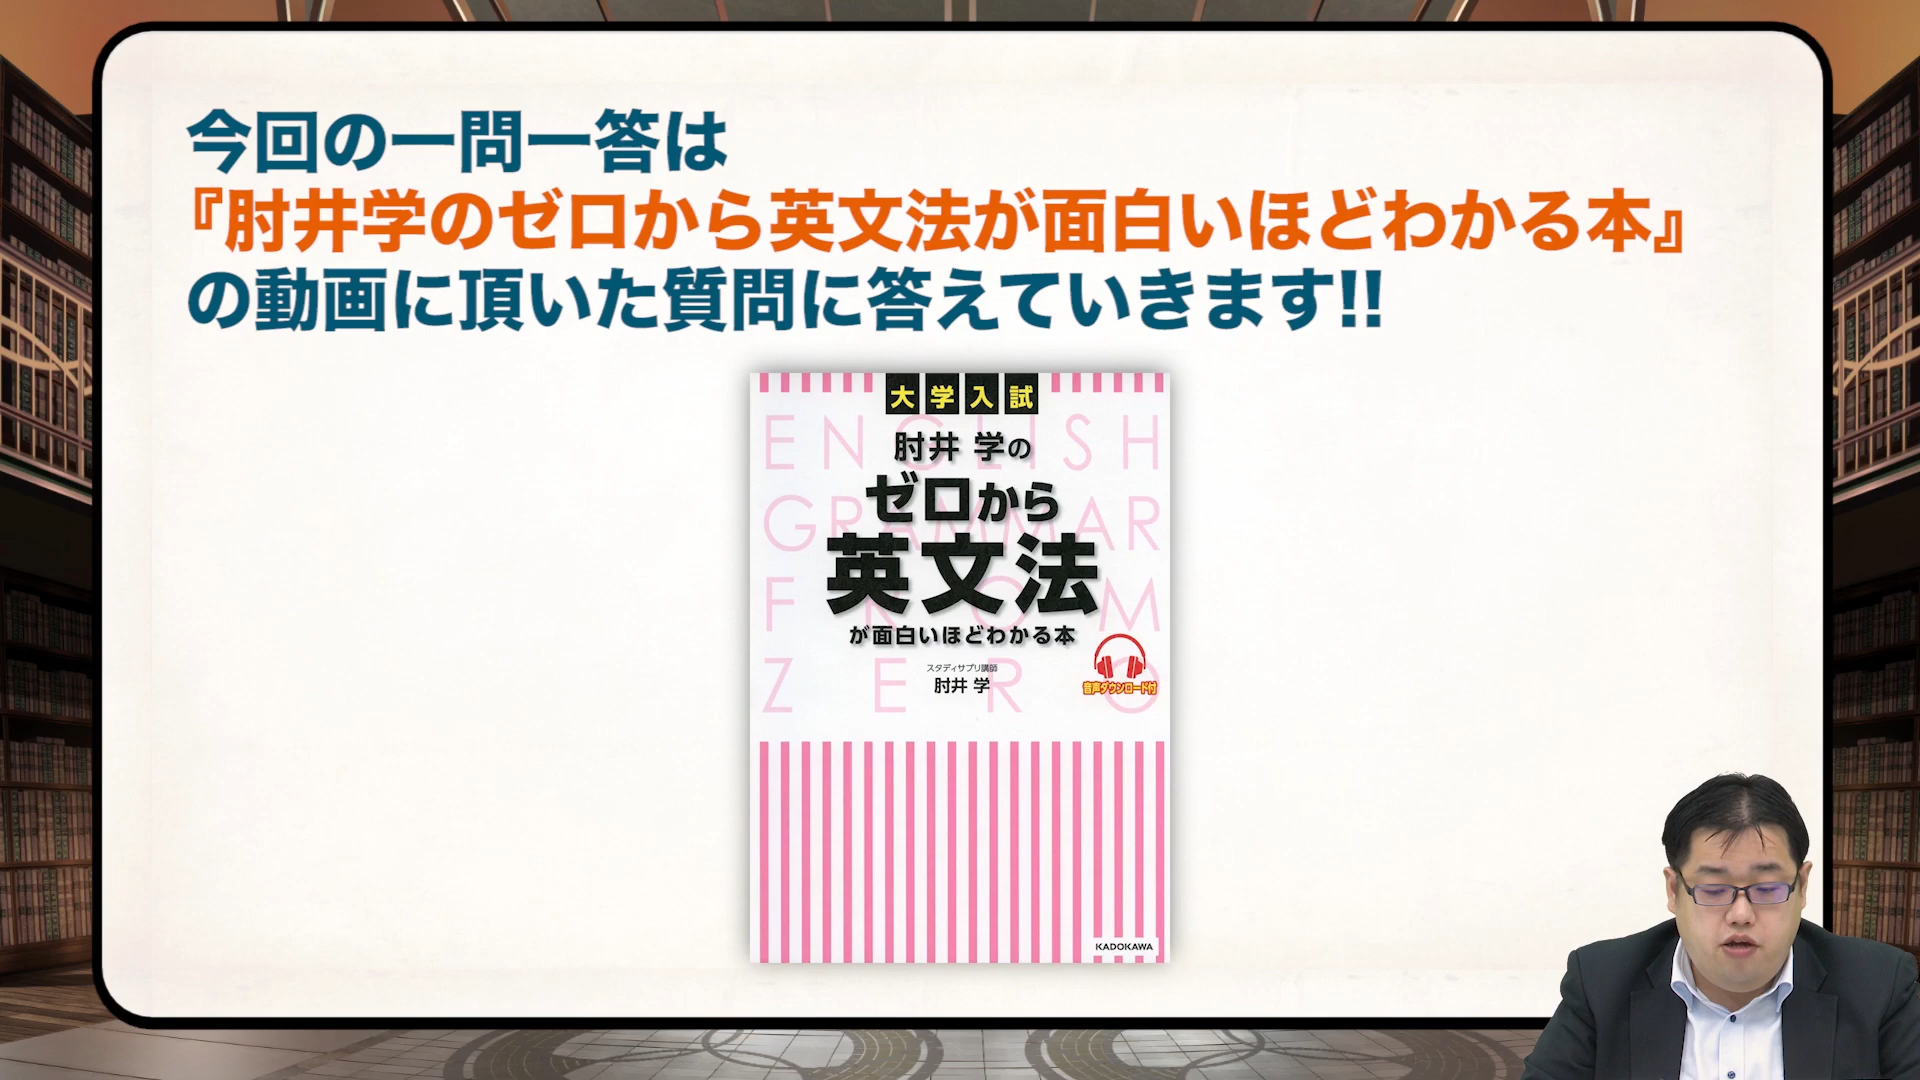 今回の一問一答は
『肘井学のゼロから英文法が面白いほどわかる本』
の動画に頂いた質問に答えていきます!!
大学入試
ENGLISH
肘井 学の
ゼロから
GRAMMAR
英文法
FROM
が面白いほどわかる本
スタディサプリ講師
肘井 学
ZERO
音声ダウンロード付
KADOKAWA